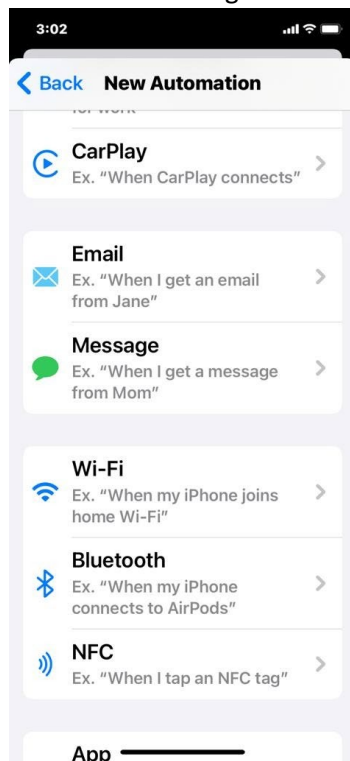 3:02
Back New Automation
for work
CarPlay
Ex. “When CarPlay connects”
Email
Ex. “When I get an email
from Jane”
Message
Ex. “When I get a message
from Mom”
Wi-Fi
Ex. “When my iPhone joins
home Wi-Fi”
Bluetooth
Ex. “When my iPhone
connects to AirPods”
NFC
Ex. “When I tap an NFC tag”
App